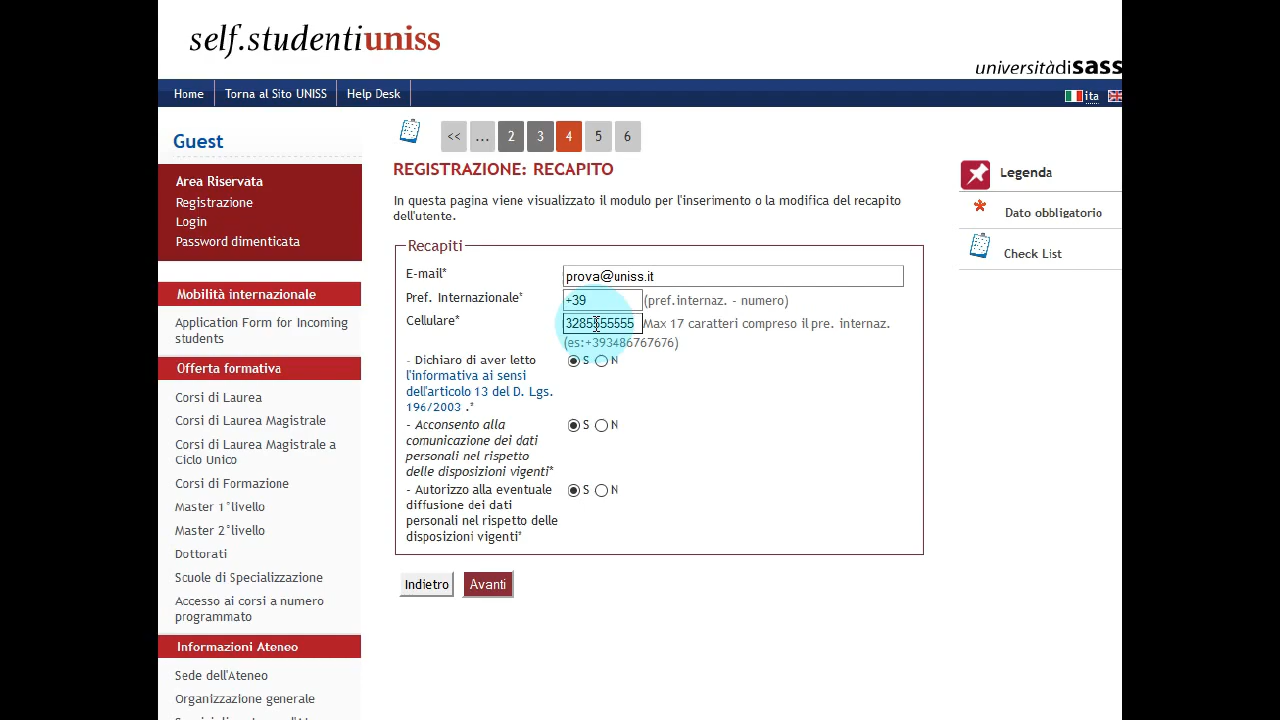 self.studentiuniss
universitàdisass
Home Torna al Sito UNISS Help Desk
ita
Guest
Area Riservata
Registrazione
Login
Password dimenticata
Mobilità internazionale
Application Form for Incoming
students
Offerta formativa
Corsi di Laurea
Corsi di Laurea Magistrale
Corsi di Laurea Magistrale a
Ciclo Unico
Corsi di Formazione
Master 1°livello
Master 2°livello
Dottorati
Scuole di Specializzazione
Accesso ai corsi a numero
programmato
Informazioni Ateneo
Sede dell'Ateneo
Organizzazione generale
<< ... 2 3 4 5 6
REGISTRAZIONE: RECAPITO
In questa pagina viene visualizzato il modulo per l'inserimento o la modifica del recapito
dell'utente.
Recapiti
E-mail* prova@uniss.it
Pref. Internazionale* +39 (pref.internaz. - numero)
Cellulare* 3285555555 Max 17 caratteri compreso il pre. internaz.
(es:+393486767676)
- Dichiaro di aver letto S N
l'informativa ai sensi
dell'articolo 13 del D. Lgs.
196/2003 .*
- Acconsento alla S N
comunicazione dei dati
personali nel rispetto
delle disposizioni vigenti*
- Autorizzo alla eventuale S N
diffusione dei dati
personali nel rispetto delle
disposizioni vigenti*
Indietro Avanti
Legenda
* Dato obbligatorio
Check List